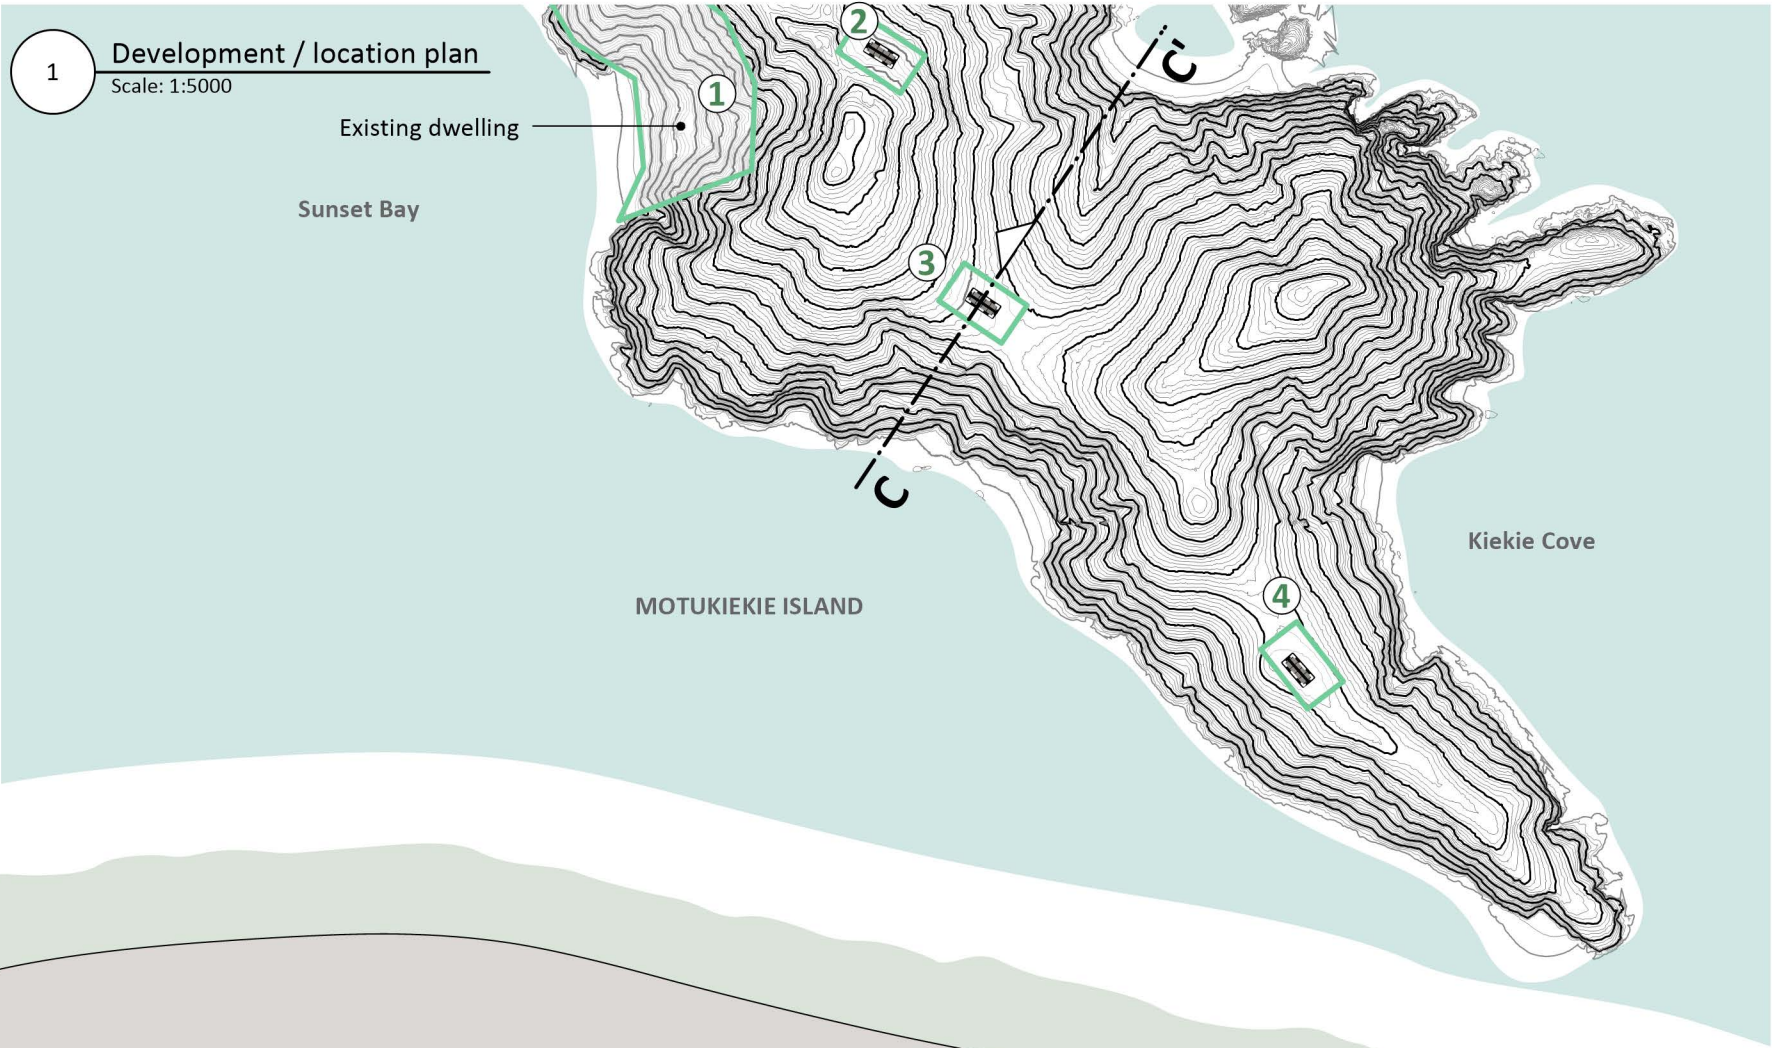 1
Development / location plan
Scale: 1:5000
2
C'
1
Existing dwelling
Sunset Bay
3
C
Kiekie Cove
4
MOTUKIEKIE ISLAND